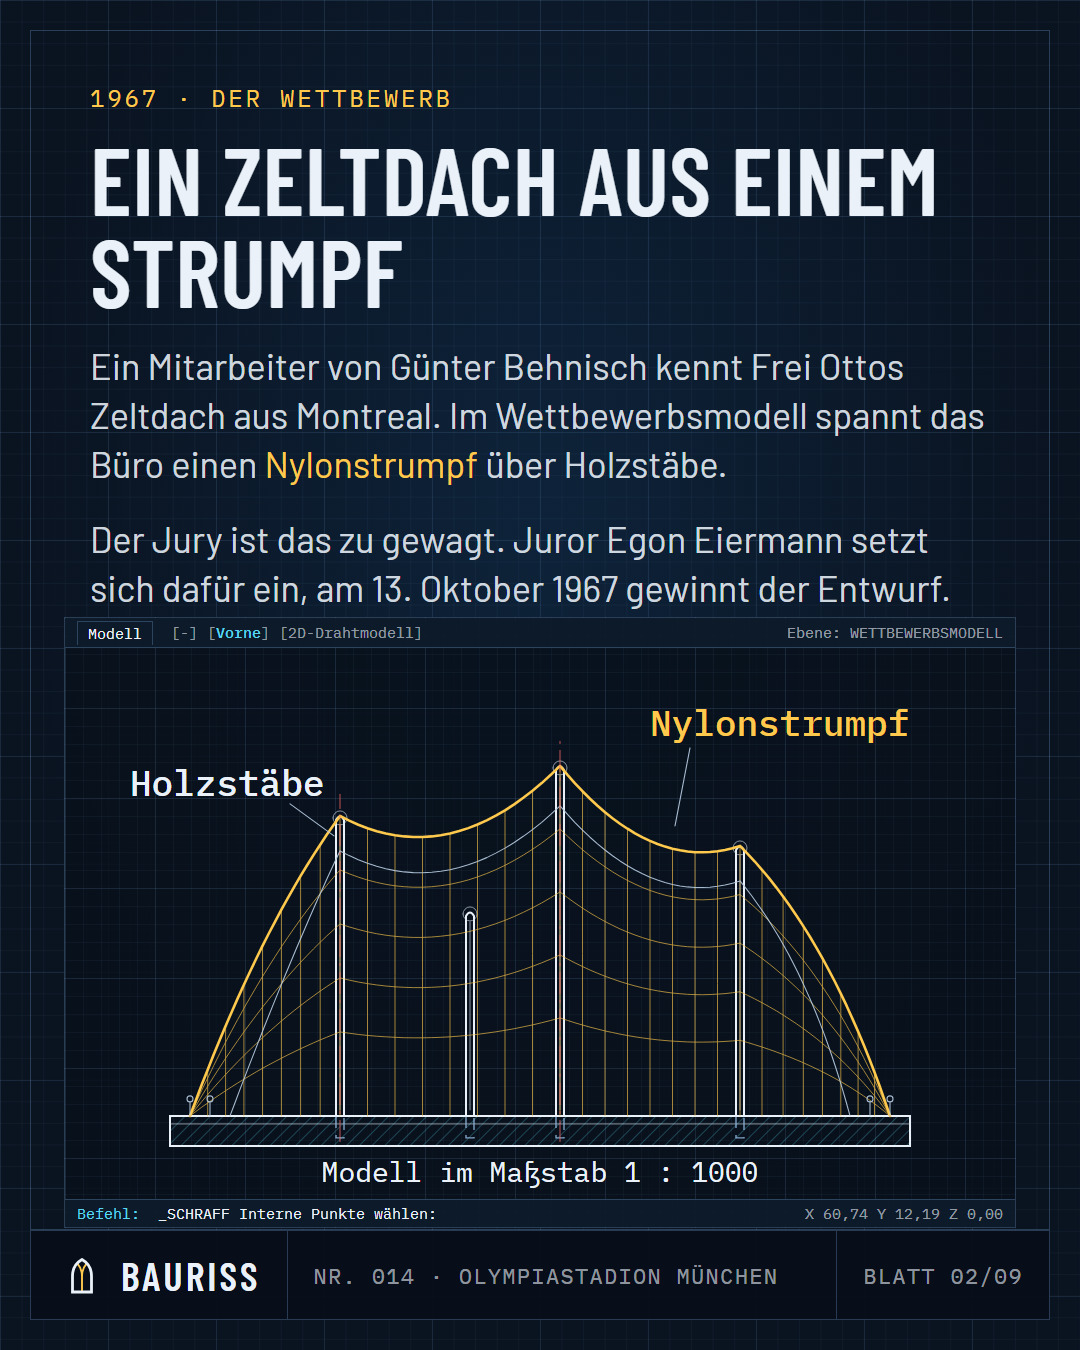 1967 · DER WETTBEWERB
EIN ZELTDACH AUS EINEM
STRUMPF
Ein Mitarbeiter von Günter Behnisch kennt Frei Ottos
Zeltdach aus Montreal. Im Wettbewerbsmodell spannt das
Büro einen Nylonstrumpf über Holzstäbe.
Der Jury ist das zu gewagt. Juror Egon Eiermann setzt
sich dafür ein, am 13. Oktober 1967 gewinnt der Entwurf.
Modell [-] [Vorne] [2D-Drahtmodell] Ebene: WETTBEWERBSMODELL
Nylonstrumpf
Holzstäbe
Modell im Maßstab 1 : 1000
Befehl: _SCHRAFF Interne Punkte wählen: X 60,74 Y 12,19 Z 0,00
BAURISS NR. 014 · OLYMPIASTADION MÜNCHEN BLATT 02/09